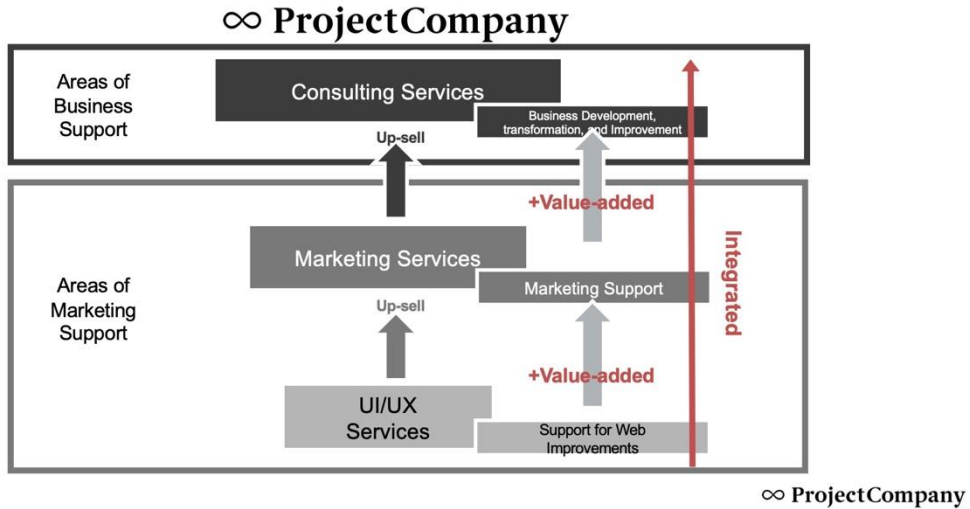 ∞ ProjectCompany
Areas of
Business
Support
Consulting Services
Business Development,
transformation, and Improvement
Up-sell
+Value-added
Areas of
Marketing
Support
Marketing Services
Marketing Support
Integrated
Up-sell
+Value-added
UI/UX
Services
Support for Web
Improvements
∞ ProjectCompany